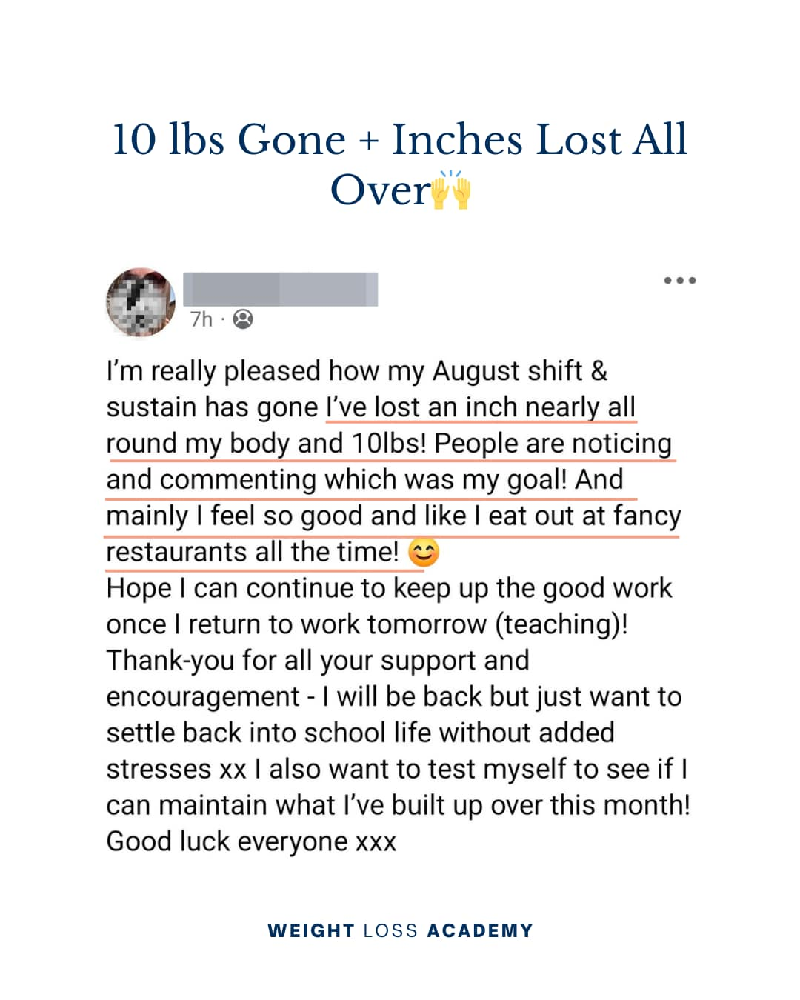 10 lbs Gone + Inches Lost All
Over🙌
7h ·
I’m really pleased how my August shift &
sustain has gone I’ve lost an inch nearly all
round my body and 10lbs! People are noticing
and commenting which was my goal! And
mainly I feel so good and like I eat out at fancy
restaurants all the time! 😊
Hope I can continue to keep up the good work
once I return to work tomorrow (teaching)!
Thank-you for all your support and
encouragement - I will be back but just want to
settle back into school life without added
stresses xx I also want to test myself to see if I
can maintain what I’ve built up over this month!
Good luck everyone xxx
WEIGHT LOSS ACADEMY